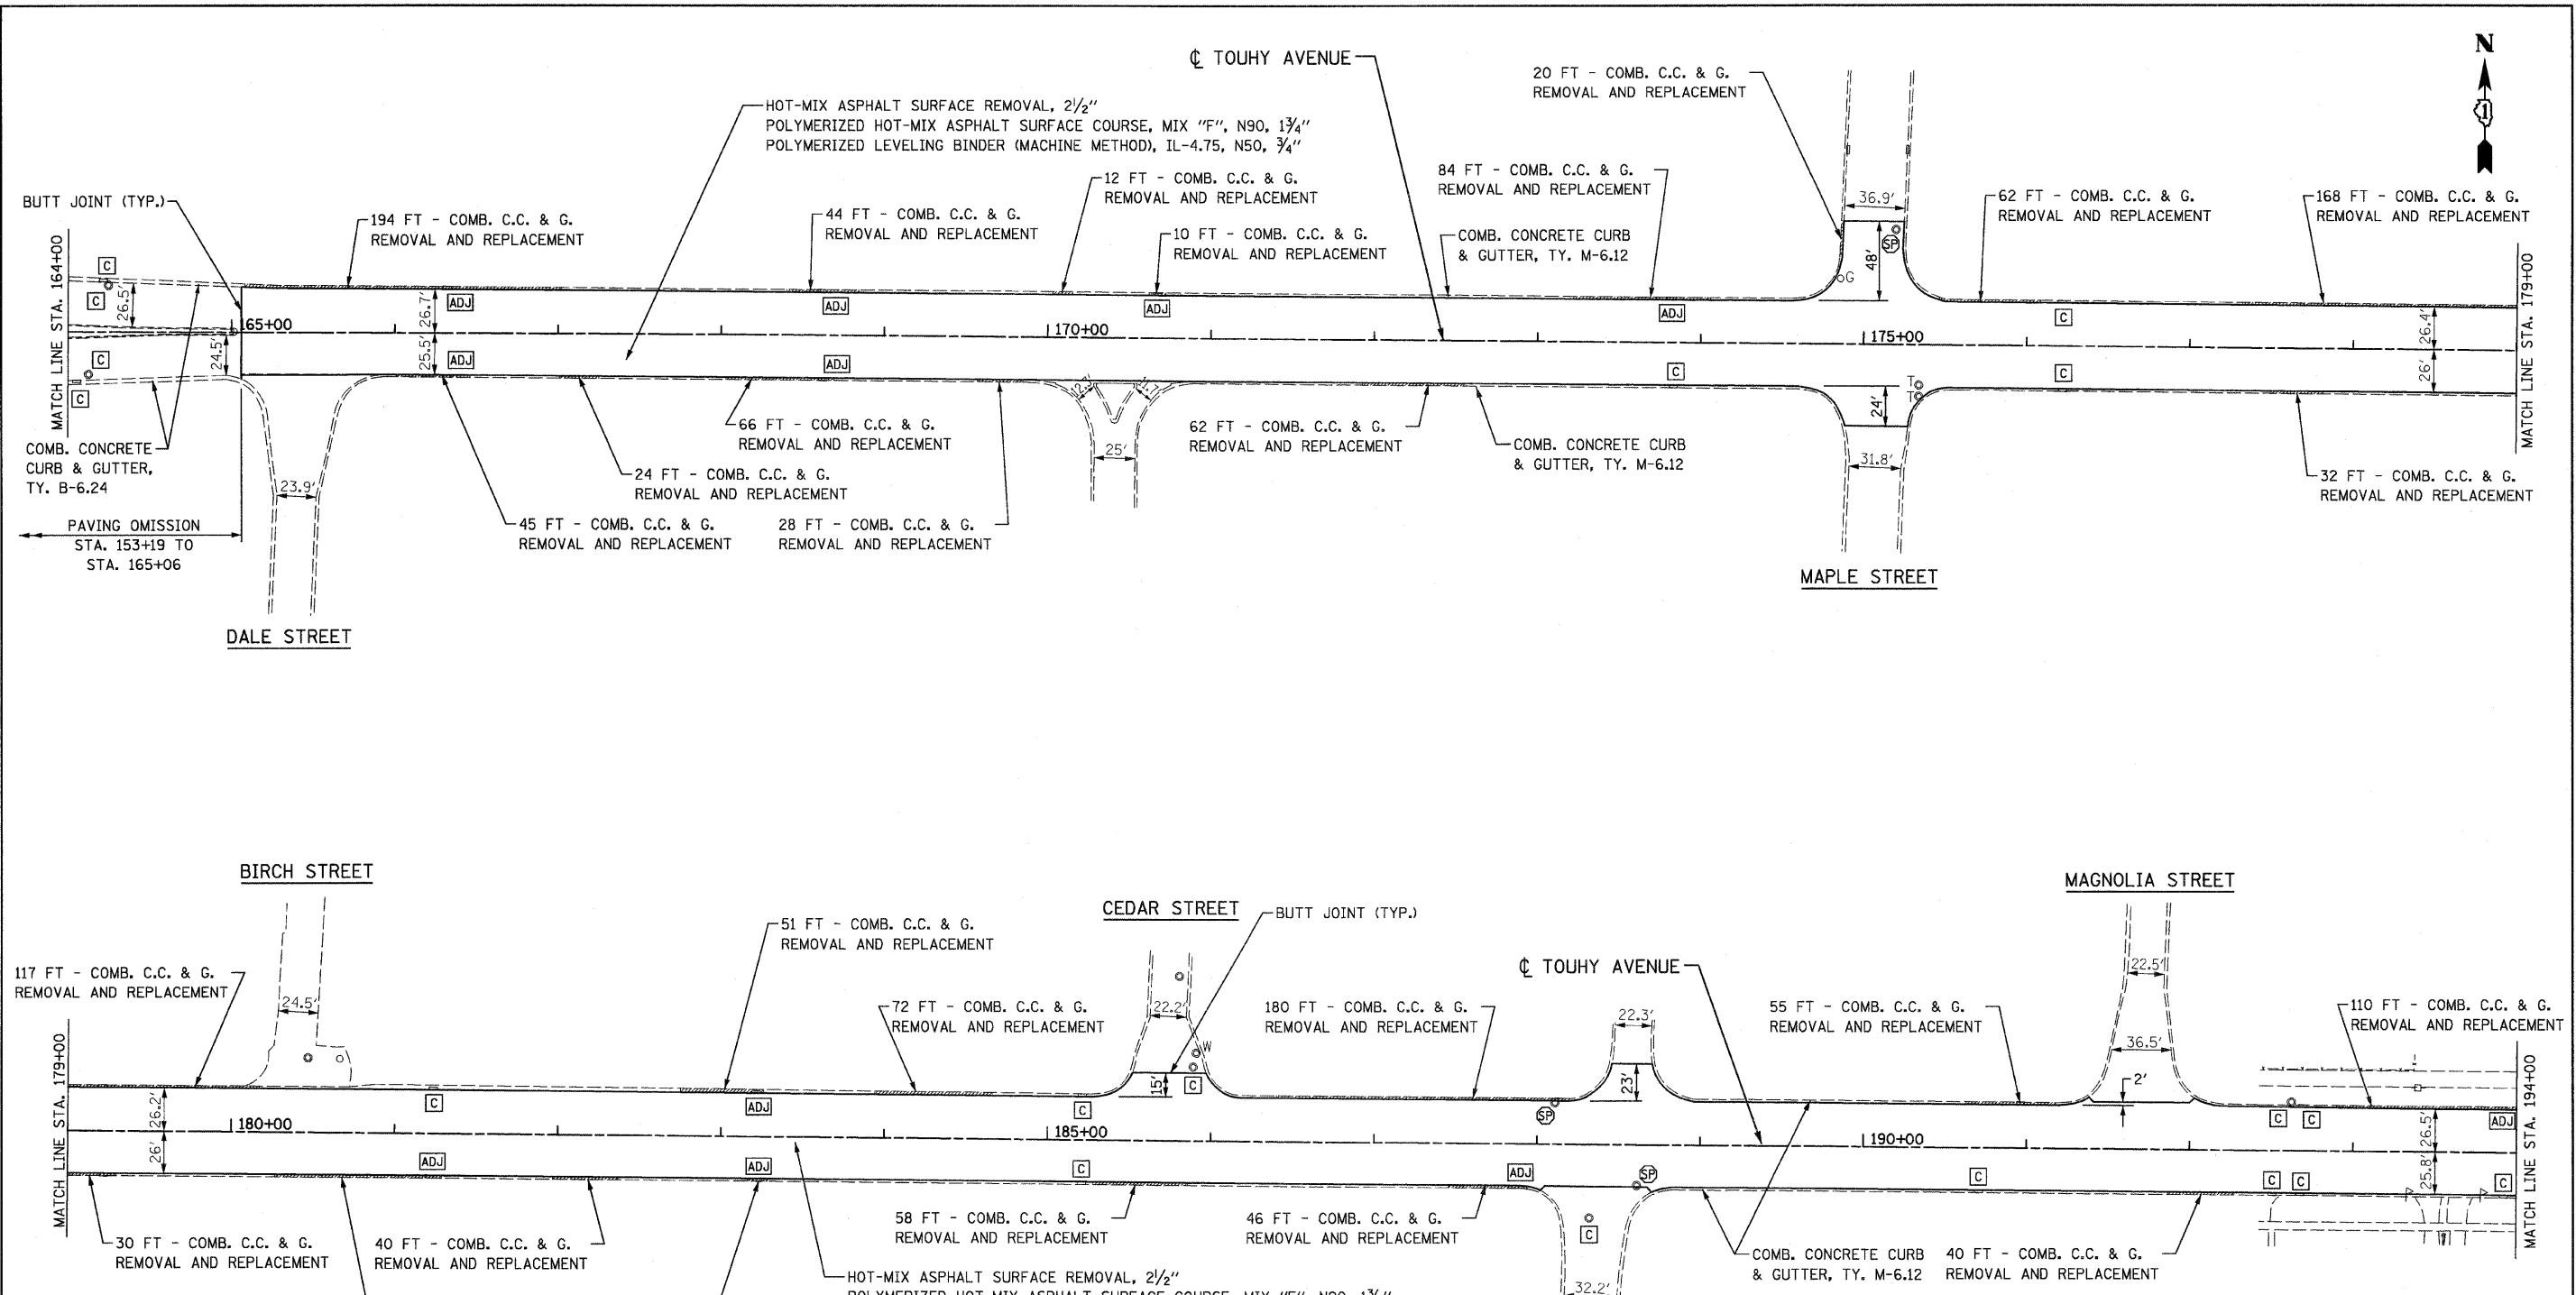 N
1
℄ TOUHY AVENUE
20 FT - COMB. C.C. & G.
REMOVAL AND REPLACEMENT
HOT-MIX ASPHALT SURFACE REMOVAL, 2½"
POLYMERIZED HOT-MIX ASPHALT SURFACE COURSE, MIX "F", N90, 1¾"
POLYMERIZED LEVELING BINDER (MACHINE METHOD), IL-4.75, N50, ¾"
84 FT - COMB. C.C. & G.
REMOVAL AND REPLACEMENT
12 FT - COMB. C.C. & G.
REMOVAL AND REPLACEMENT
BUTT JOINT (TYP.)
194 FT - COMB. C.C. & G.
REMOVAL AND REPLACEMENT
44 FT - COMB. C.C. & G.
REMOVAL AND REPLACEMENT
10 FT - COMB. C.C. & G.
REMOVAL AND REPLACEMENT
COMB. CONCRETE CURB
& GUTTER, TY. M-6.12
36.9'
SP
48'
G
62 FT - COMB. C.C. & G.
REMOVAL AND REPLACEMENT
168 FT - COMB. C.C. & G.
REMOVAL AND REPLACEMENT
MATCH LINE STA. 164+00
C
C
26.5'
26.7'
ADJ
ADJ
ADJ
ADJ
C
26.4'
MATCH LINE STA. 179+00
165+00
170+00
175+00
C
24.5'
25.5'
ADJ
ADJ
C
C
26'
C
12.3'
11.7'
T
T
24'
COMB. CONCRETE
CURB & GUTTER,
TY. B-6.24
66 FT - COMB. C.C. & G.
REMOVAL AND REPLACEMENT
62 FT - COMB. C.C. & G.
REMOVAL AND REPLACEMENT
COMB. CONCRETE CURB
& GUTTER, TY. M-6.12
25'
31.8'
23.9'
24 FT - COMB. C.C. & G.
REMOVAL AND REPLACEMENT
32 FT - COMB. C.C. & G.
REMOVAL AND REPLACEMENT
PAVING OMISSION
STA. 153+19 TO
STA. 165+06
45 FT - COMB. C.C. & G.
REMOVAL AND REPLACEMENT
28 FT - COMB. C.C. & G.
REMOVAL AND REPLACEMENT
MAPLE STREET
DALE STREET
BIRCH STREET
MAGNOLIA STREET
CEDAR STREET
BUTT JOINT (TYP.)
51 FT - COMB. C.C. & G.
REMOVAL AND REPLACEMENT
℄ TOUHY AVENUE
117 FT - COMB. C.C. & G.
REMOVAL AND REPLACEMENT
24.5'
72 FT - COMB. C.C. & G.
REMOVAL AND REPLACEMENT
22.2'
180 FT - COMB. C.C. & G.
REMOVAL AND REPLACEMENT
22.3'
55 FT - COMB. C.C. & G.
REMOVAL AND REPLACEMENT
22.5'
36.5'
110 FT - COMB. C.C. & G.
REMOVAL AND REPLACEMENT
MATCH LINE STA. 179+00
W
15'
C
23'
2'
26.2'
C
ADJ
C
SP
C
C
ADJ
26.5'
MATCH LINE STA. 194+00
180+00
185+00
190+00
26'
ADJ
ADJ
C
ADJ
SP
C
C
C
25.8'
C
C
58 FT - COMB. C.C. & G.
REMOVAL AND REPLACEMENT
46 FT - COMB. C.C. & G.
REMOVAL AND REPLACEMENT
30 FT - COMB. C.C. & G.
REMOVAL AND REPLACEMENT
40 FT - COMB. C.C. & G.
REMOVAL AND REPLACEMENT
COMB. CONCRETE CURB
& GUTTER, TY. M-6.12
40 FT - COMB. C.C. & G.
REMOVAL AND REPLACEMENT
HOT-MIX ASPHALT SURFACE REMOVAL, 2½"
POLYMERIZED HOT-MIX ASPHALT SURFACE COURSE, MIX "F", N90, 1¾"
32.2'